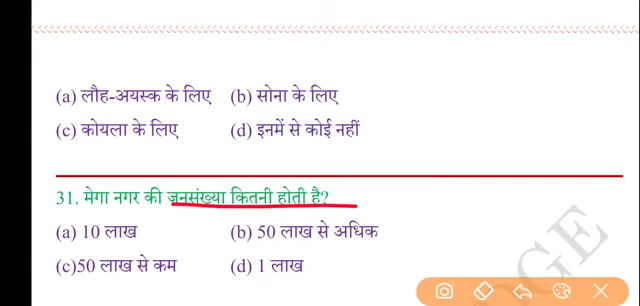 (a) लौह-अयस्क के लिए (b) सोना के लिए
(c) कोयला के लिए (d) इनमें से कोई नहीं
31. मेगा नगर की जनसंख्या कितनी होती है?
(a) 10 लाख (b) 50 लाख से अधिक
(c)50 लाख से कम (d) 1 लाख